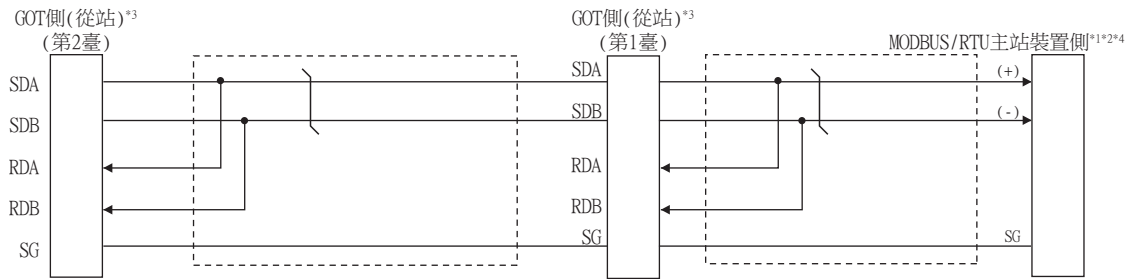 GOT側(從站)*3
(第2臺)
GOT側(從站)*3
(第1臺)
MODBUS/RTU主站裝置側*1*2*4
SDA
SDA
(+)
SDB
SDB
(-)
RDA
RDA
RDB
RDB
SG
SG
SG